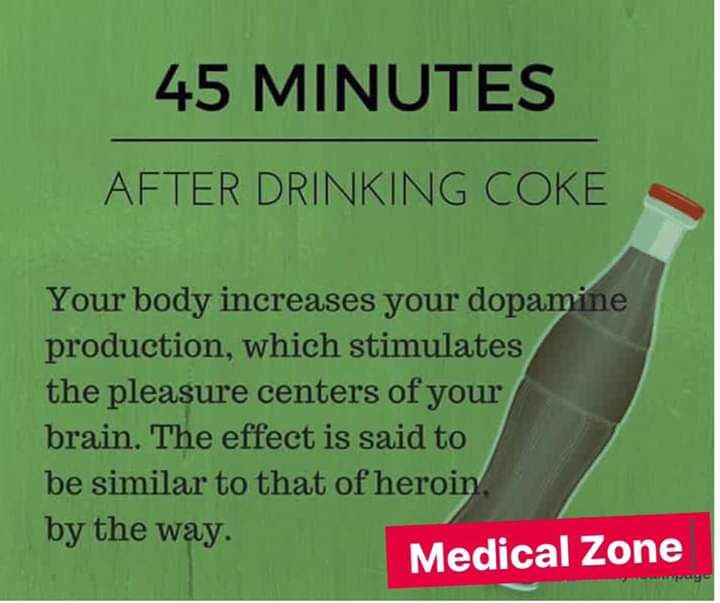 45 MINUTES
AFTER DRINKING COKE
Your body increases your dopamine
production, which stimulates
the pleasure centers of your
brain. The effect is said to
be similar to that of heroin,
by the way.
Medical Zone